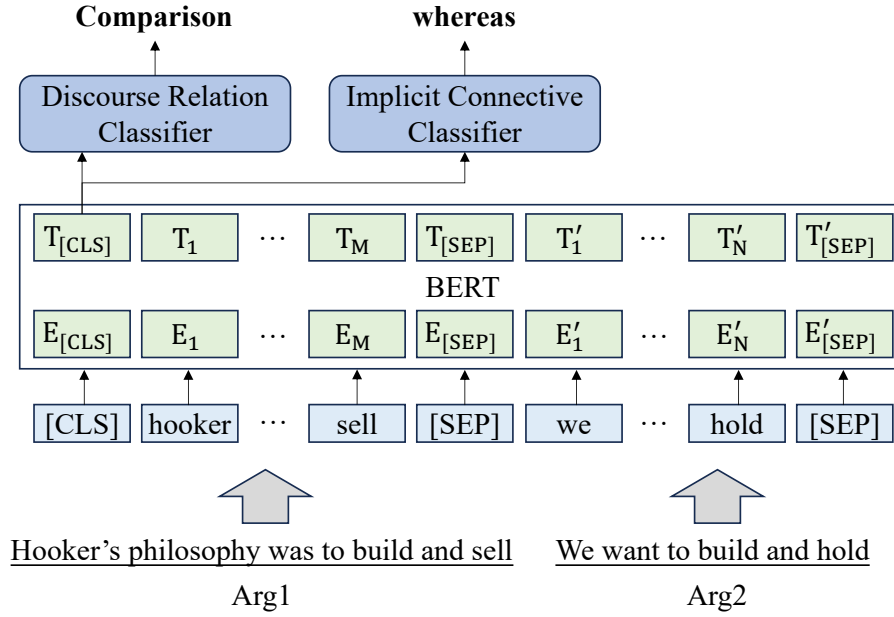 Comparison whereas
Discourse Relation Classifier Implicit Connective Classifier
T[CLS] T1 ⋯ TM T[SEP] T′1 ⋯ T′N T′[SEP]
BERT
E[CLS] E1 ⋯ EM E[SEP] E′1 ⋯ E′N E′[SEP]
[CLS] hooker ⋯ sell [SEP] we ⋯ hold [SEP]
Hooker’s philosophy was to build and sell We want to build and hold
Arg1 Arg2